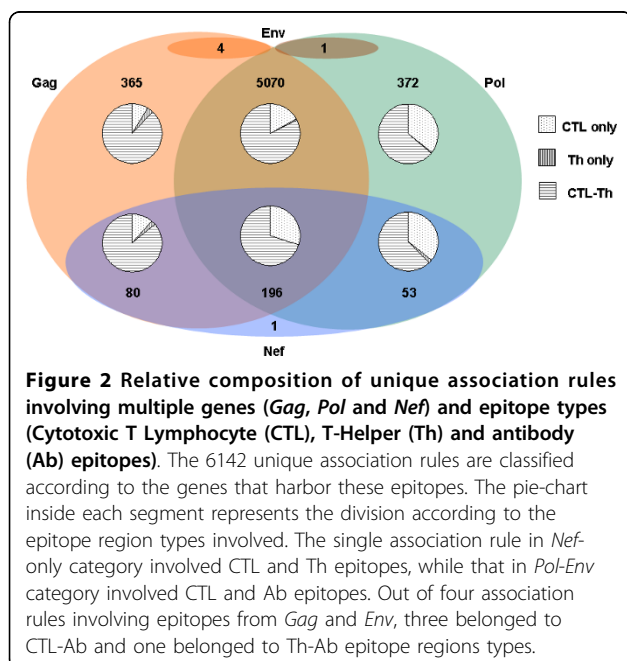 Env
4
1
Gag
365
5070
372
Pol
CTL only
Th only
CTL-Th
80
196
53
1
Nef
Figure 2 Relative composition of unique association rules
involving multiple genes (Gag, Pol and Nef) and epitope types
(Cytotoxic T Lymphocyte (CTL), T-Helper (Th) and antibody
(Ab) epitopes). The 6142 unique association rules are classified
according to the genes that harbor these epitopes. The pie-chart
inside each segment represents the division according to the
epitope region types involved. The single association rule in Nef-
only category involved CTL and Th epitopes, while that in Pol-Env
category involved CTL and Ab epitopes. Out of four association
rules involving epitopes from Gag and Env, three belonged to
CTL-Ab and one belonged to Th-Ab epitope regions types.